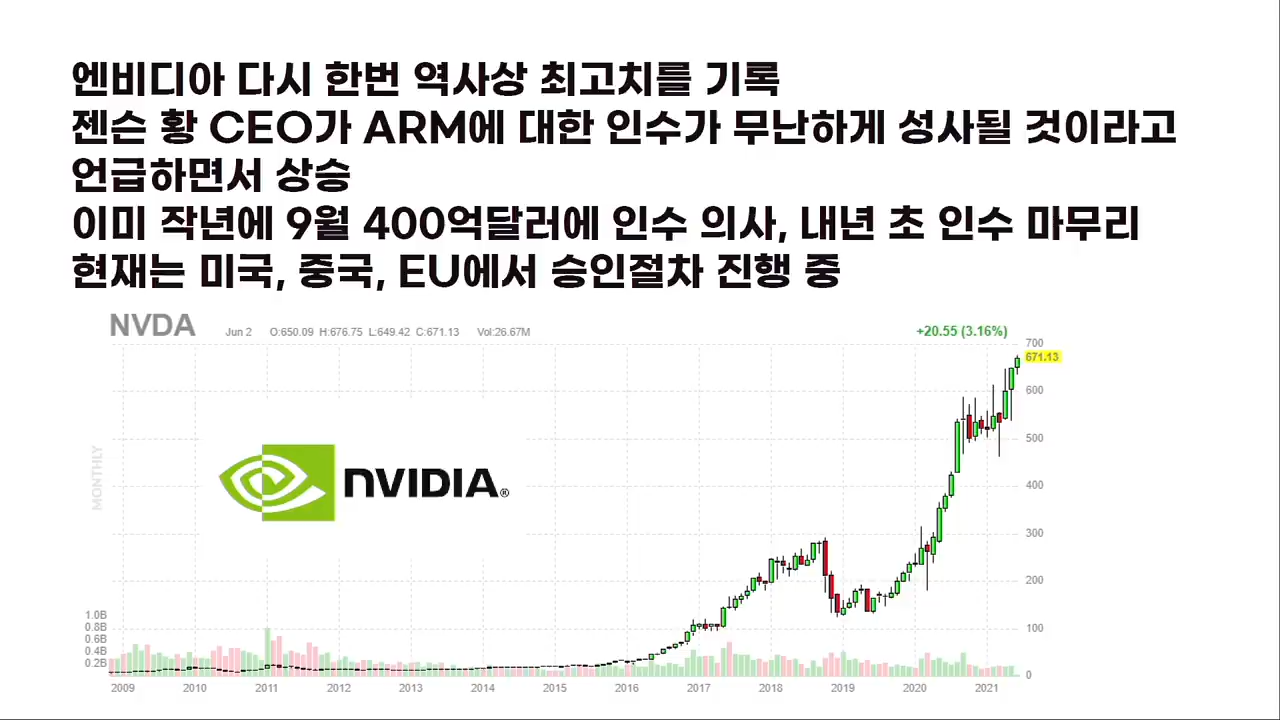 엔비디아 다시 한번 역사상 최고치를 기록
젠슨 황 CEO가 ARM에 대한 인수가 무난하게 성사될 것이라고
언급하면서 상승
이미 작년에 9월 400억달러에 인수 의사, 내년 초 인수 마무리
현재는 미국, 중국, EU에서 승인절차 진행 중
NVDA Jun 2 O:650.09 H:676.75 L:649.42 C:671.13 Vol:26.67M +20.55 (3.16%)
700
671.13
600
500
MONTHLY
NVIDIA®
400
300
200
1.0B
0.8B
100
0.6B
0.4B
0.2B
0
2009 2010 2011 2012 2013 2014 2015 2016 2017 2018 2019 2020 2021